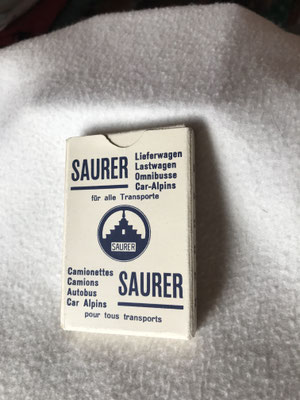 SAURER
Lieferwagen
Lastwagen
Omnibusse
Car-Alpins
für alle Transporte
SAURER
Camionettes
Camions
Autobus
Car Alpins
SAURER
pour tous transports